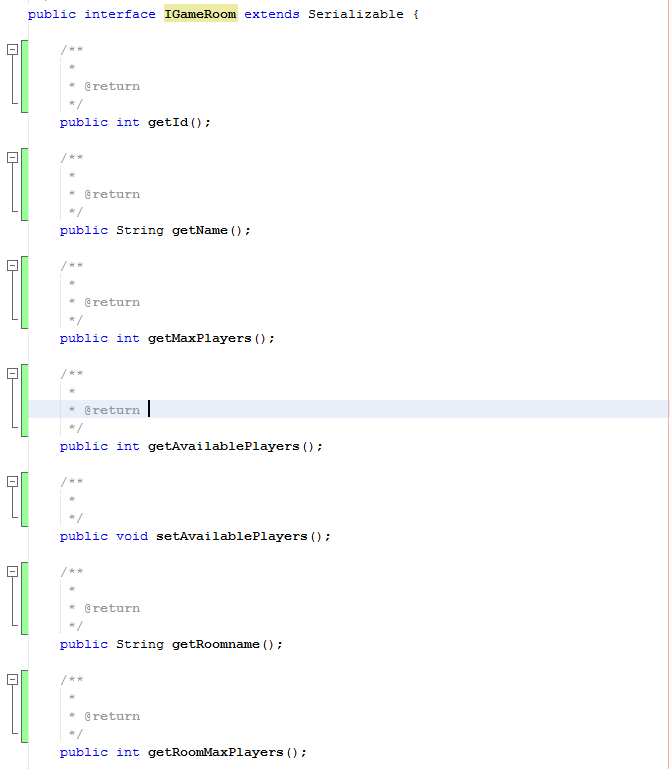 public interface IGameRoom extends Serializable {
/**
*
* @return
*/
public int getId();
/**
*
* @return
*/
public String getName();
/**
*
* @return
*/
public int getMaxPlayers();
/**
*
* @return
*/
public int getAvailablePlayers();
/**
*
*/
public void setAvailablePlayers();
/**
*
* @return
*/
public String getRoomname();
/**
*
* @return
*/
public int getRoomMaxPlayers();